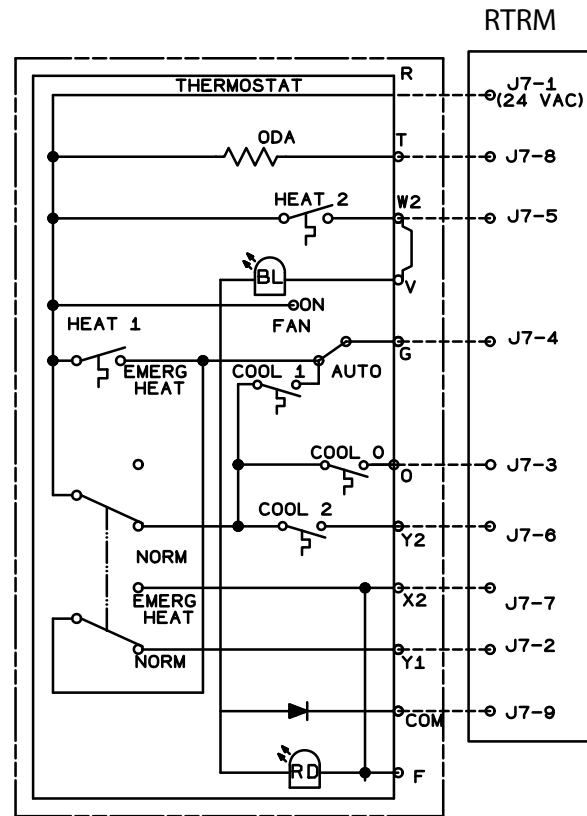 RTRM
THERMOSTAT
R
J7-1
(24 VAC)
ODA
T
J7-8
HEAT 2
W2
J7-5
BL
V
ON
FAN
HEAT 1
J7-4
G
EMERG
HEAT
COOL 1
AUTO
COOL O
O
J7-3
COOL 2
Y2
J7-6
NORM
EMERG
HEAT
X2
J7-7
NORM
Y1
J7-2
COM
J7-9
RD
F